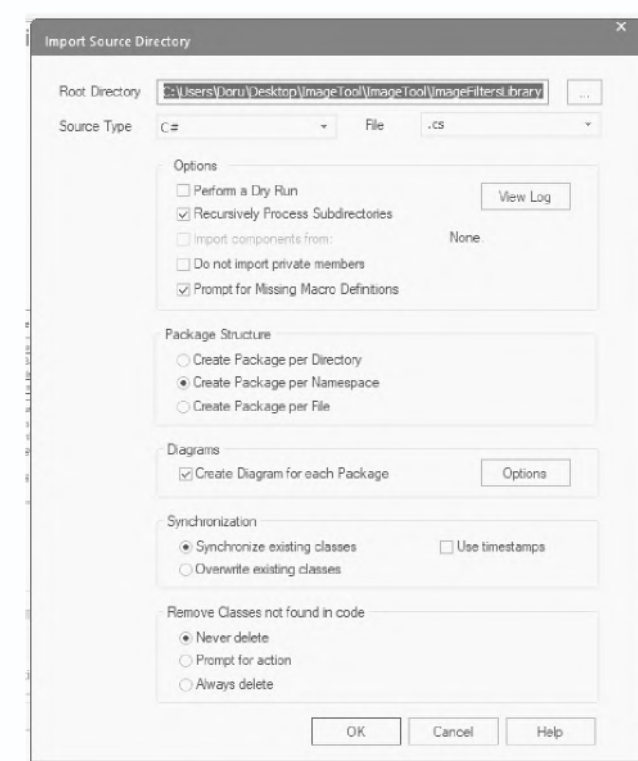 Import Source Directory
Root Directory C:\Users\Doru\Desktop\ImageTool\ImageTool\ImageFiltersLibrary ...
Source Type C# File .cs
Options
Perform a Dry Run View Log
Recursively Process Subdirectories
Import components from: None.
Do not import private members
Prompt for Missing Macro Definitions
Package Structure
Create Package per Directory
Create Package per Namespace
Create Package per File
Diagrams
Create Diagram for each Package Options
Synchronization
Synchronize existing classes Use timestamps
Overwrite existing classes
Remove Classes not found in code
Never delete
Prompt for action
Always delete
OK Cancel Help